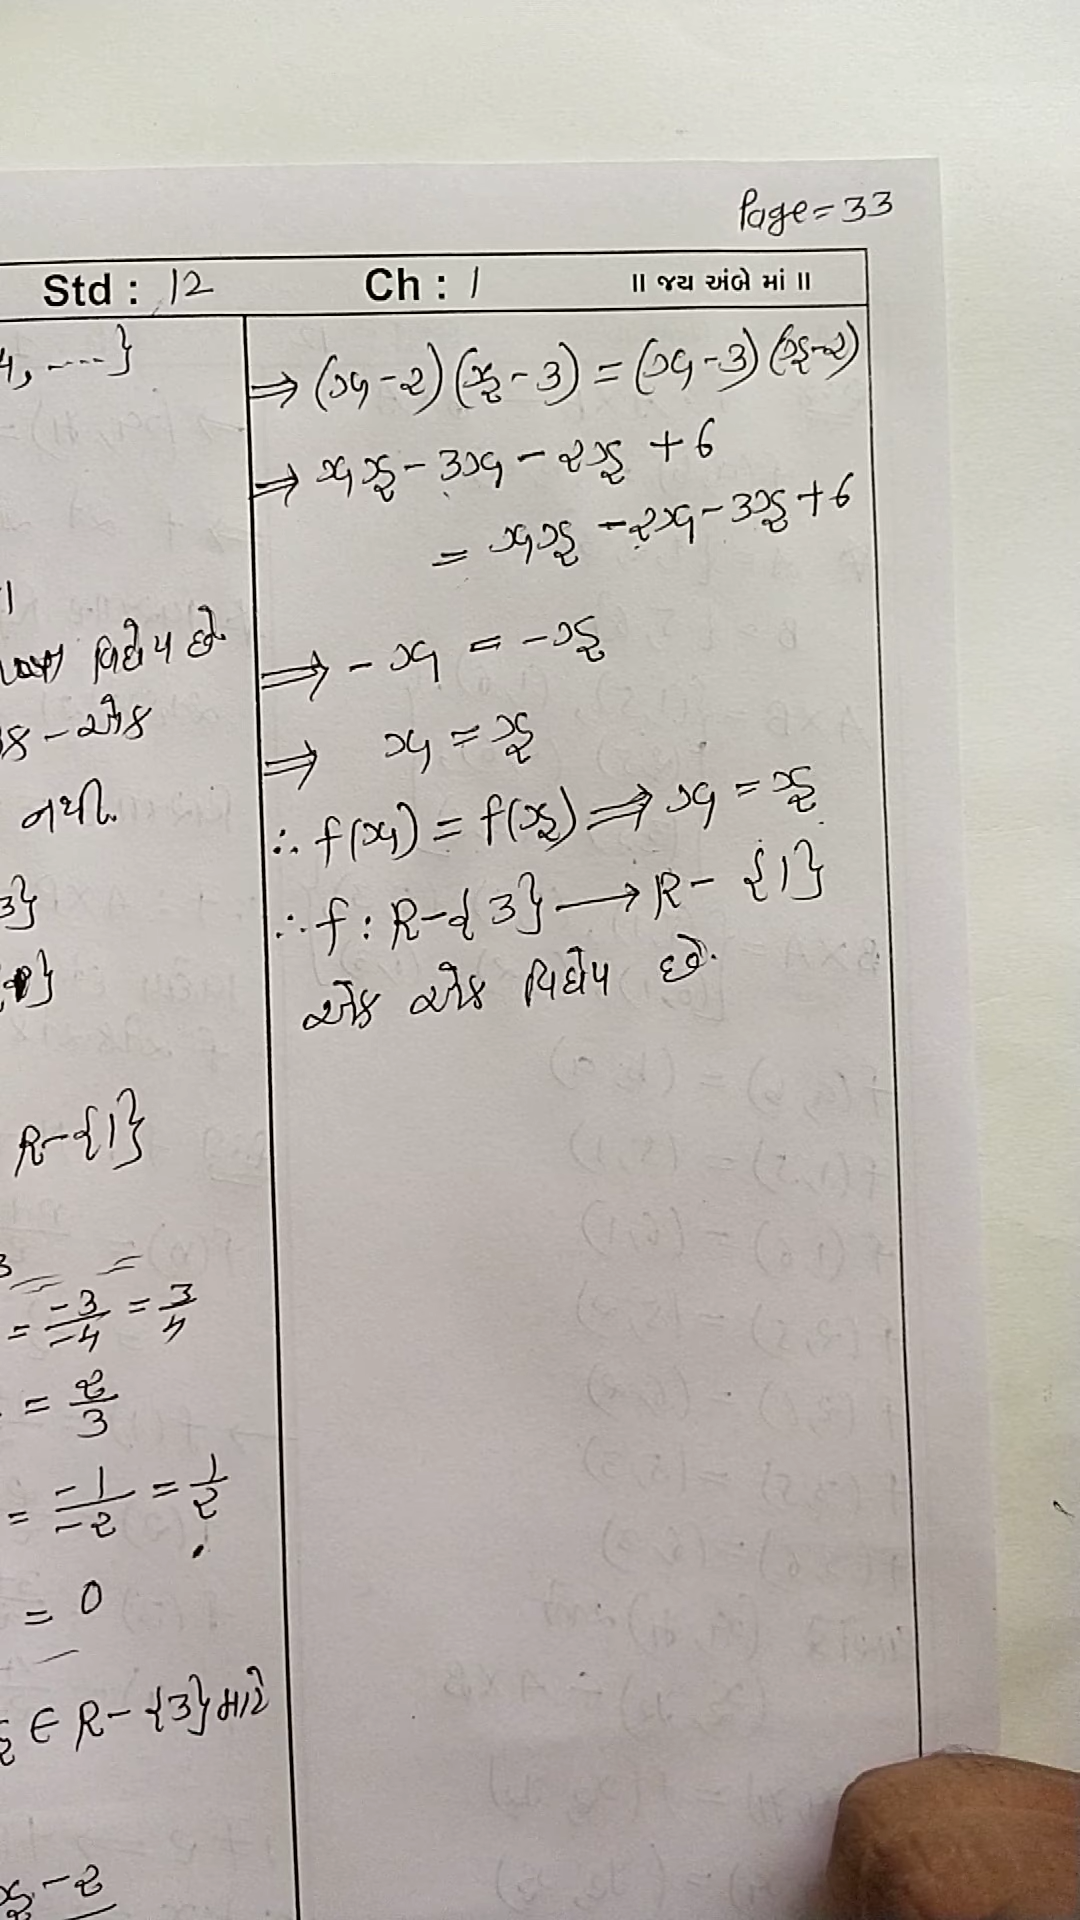 Page = 33
Std : 12 Ch : 1 ॥ જય અંબે માં ॥
4, ....}
વિધેય છે.
- એક
નથી.
3}
R-{1}
= -3/-4 = 3/4
= 2/3
= -1/-2 = 1/2
= 0
∈ R-{3} માટે
x₂-2
⇒ (x₁-2)(x₂-3) = (x₁-3)(x₂-2)
⇒ x₁x₂ - 3x₁ - 2x₂ + 6
= x₁x₂ - 2x₁ - 3x₂ + 6
⇒ -x₁ = -x₂
⇒ x₁ = x₂
∴ f(x₁) = f(x₂) ⇒ x₁ = x₂
∴ f : R-{3} → R-{1}
એક એક વિધેય છે.